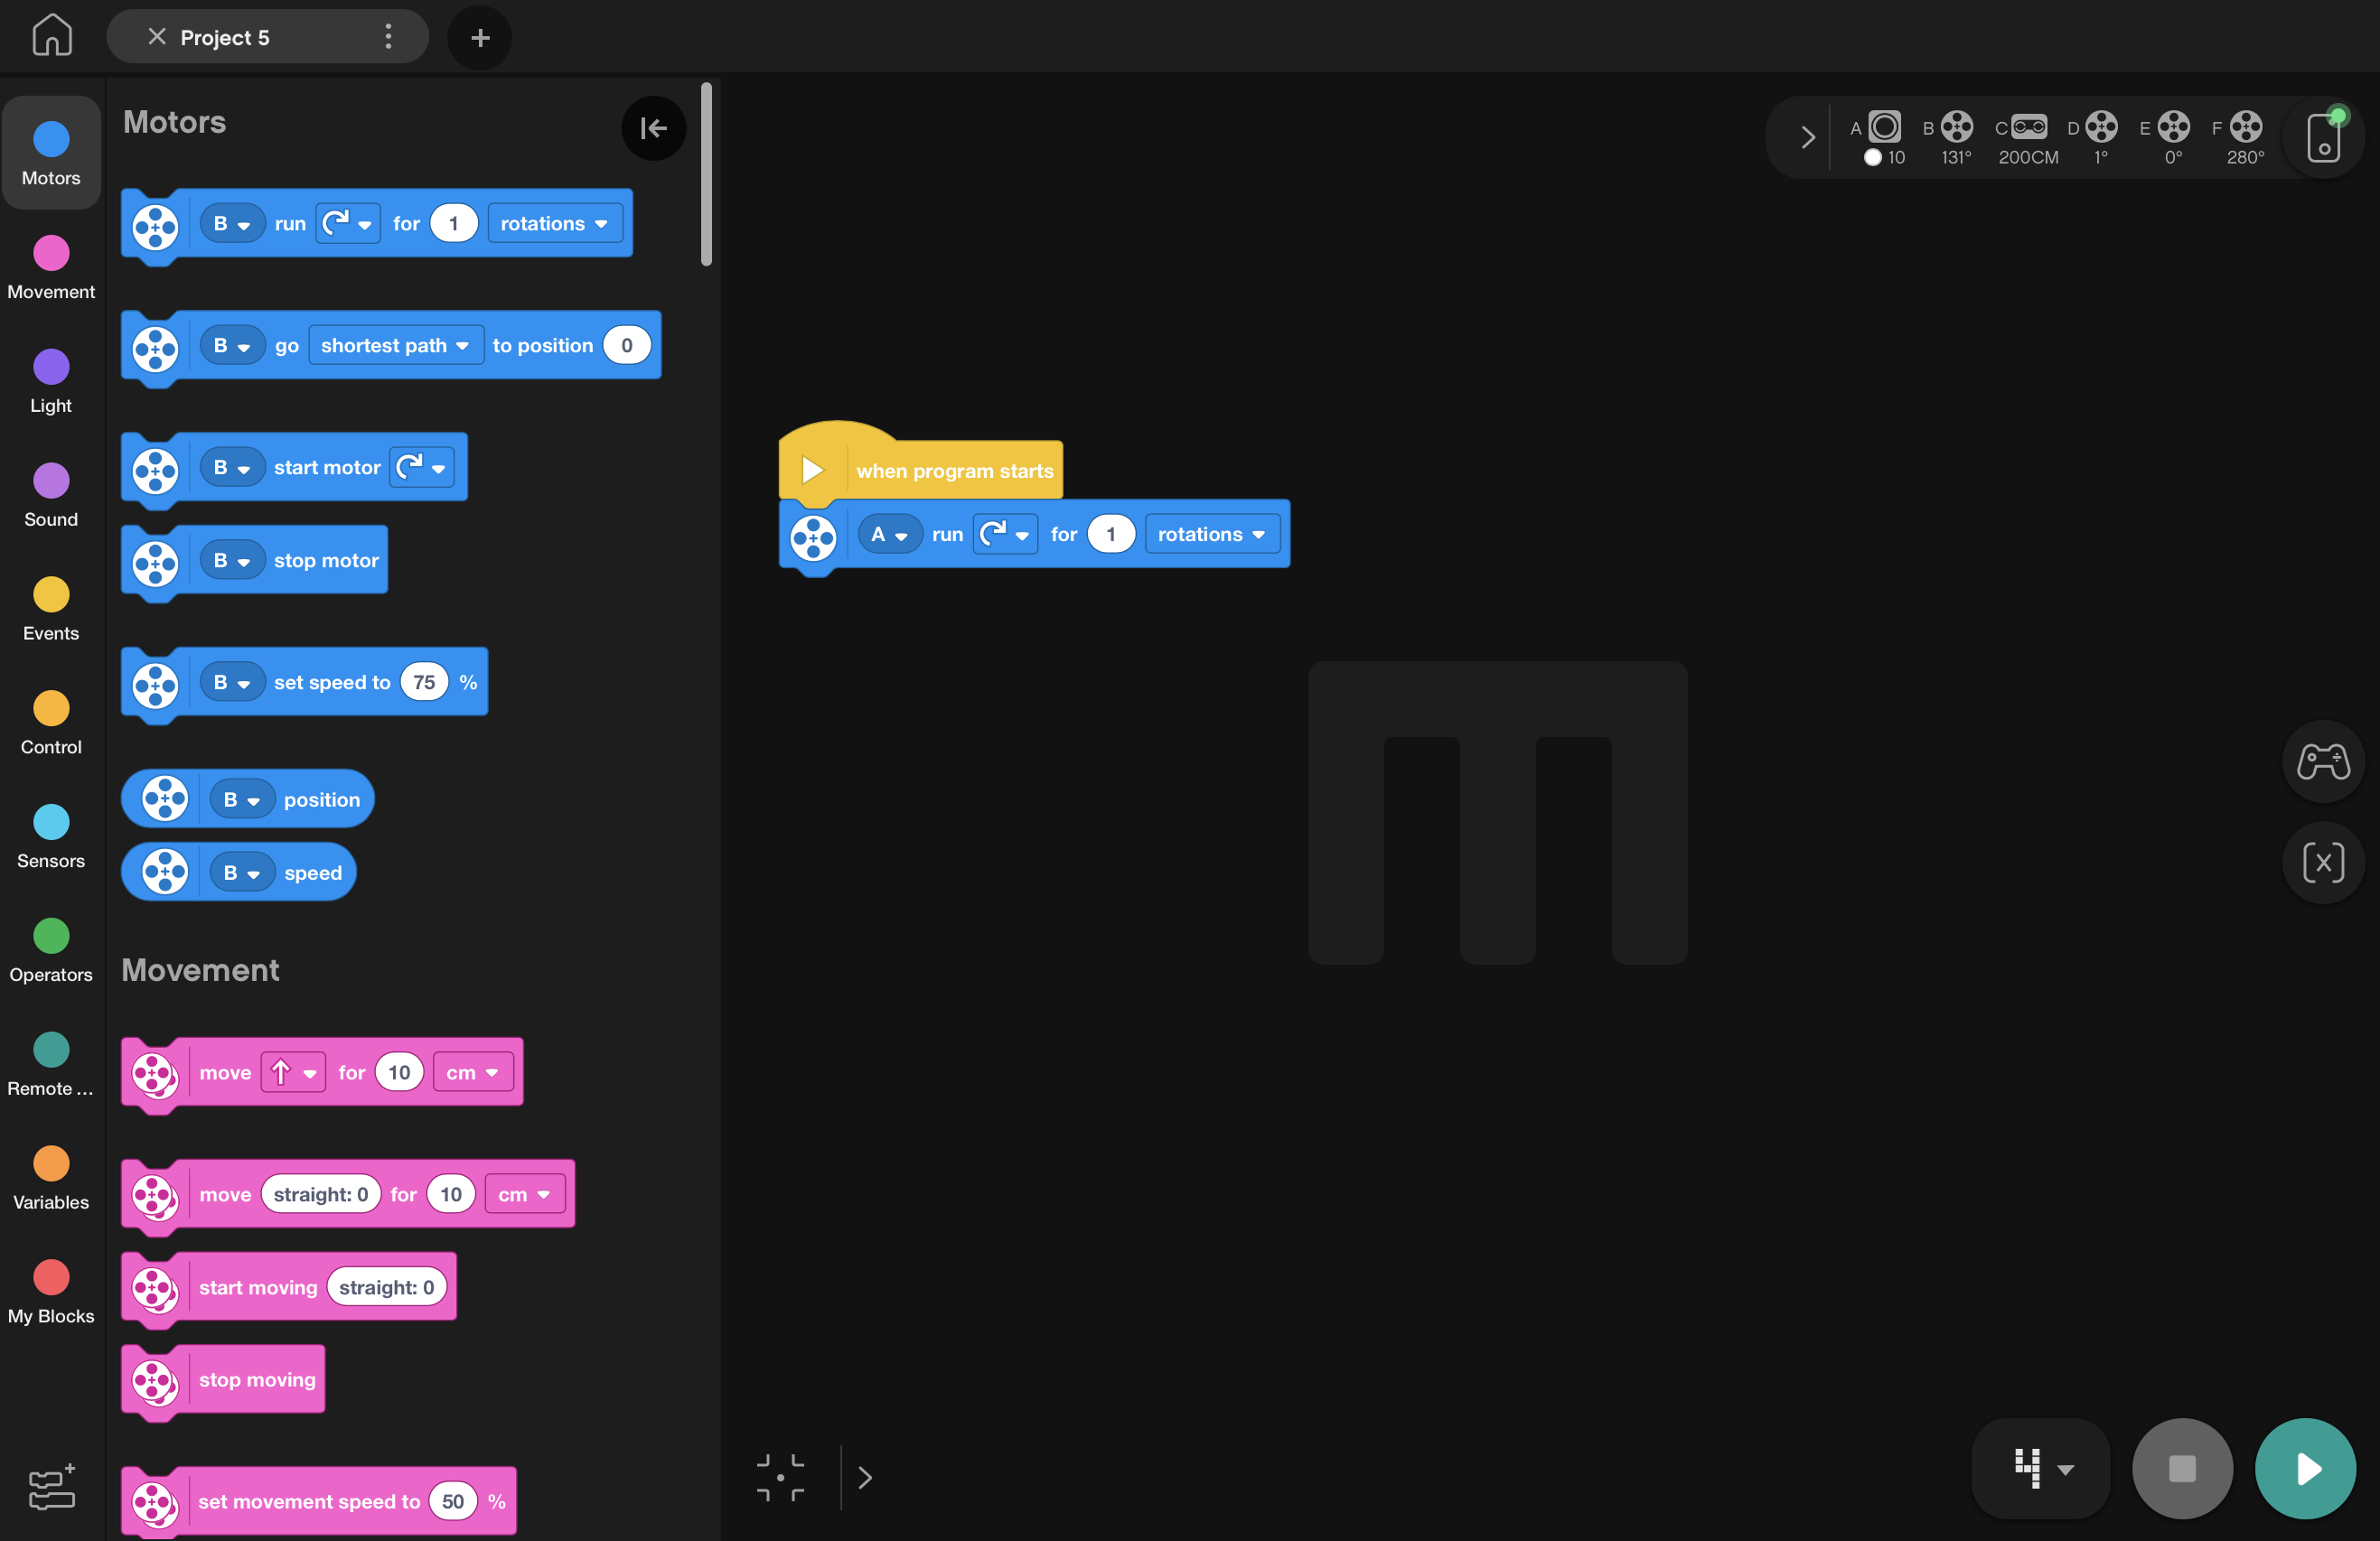 Project 5
Motors
Movement
Light
Sound
Events
Control
Sensors
Operators
Remote ...
Variables
My Blocks
Motors
B run for 1 rotations
B go shortest path to position 0
B start motor
B stop motor
B set speed to 75 %
B position
B speed
Movement
move for 10 cm
move straight: 0 for 10 cm
start moving straight: 0
stop moving
set movement speed to 50 %
when program starts
A run for 1 rotations
A B C D E F
10 131° 200CM 1° 0° 280°
X
4